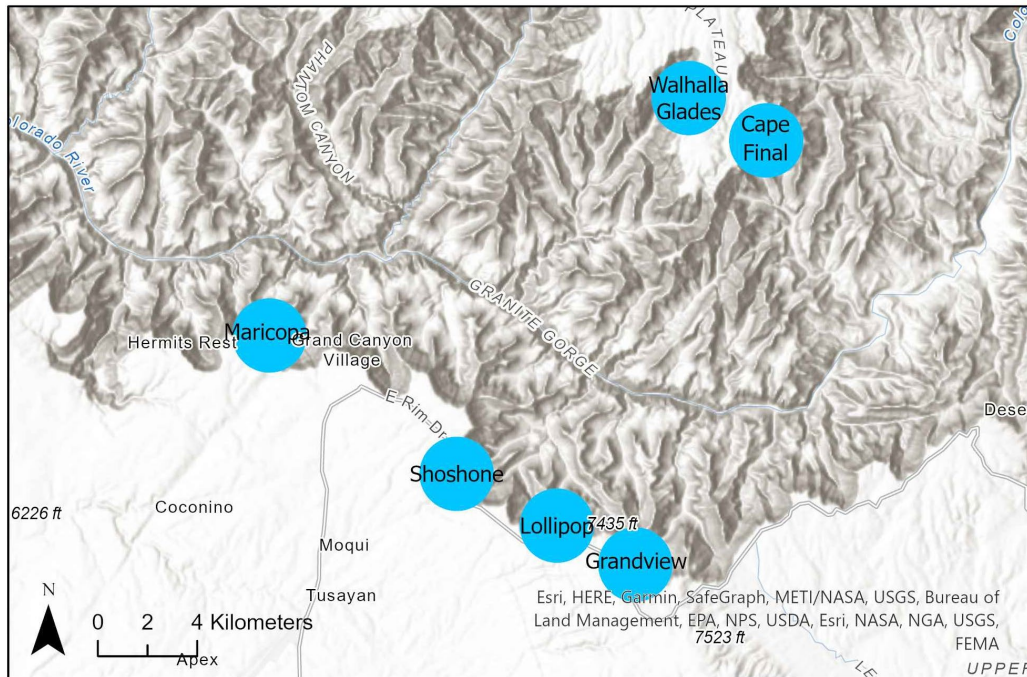 PLATEAU
Colo
Walhalla
Glades
Cape
Final
PHANTOM CANYON
Colorado River
GRANITE GORGE
Maricopa
Hermits Rest
Grand Canyon
Village
E Rim Dr
Dese
Shoshone
6226 ft
Coconino
Lollipop
7435 ft
Moqui
Grandview
Tusayan
N
0 2 4 Kilometers
Apex
Esri, HERE, Garmin, SafeGraph, METI/NASA, USGS, Bureau of
Land Management, EPA, NPS, USDA, Esri, NASA, NGA, USGS,
FEMA
7523 ft
LE
UPPER